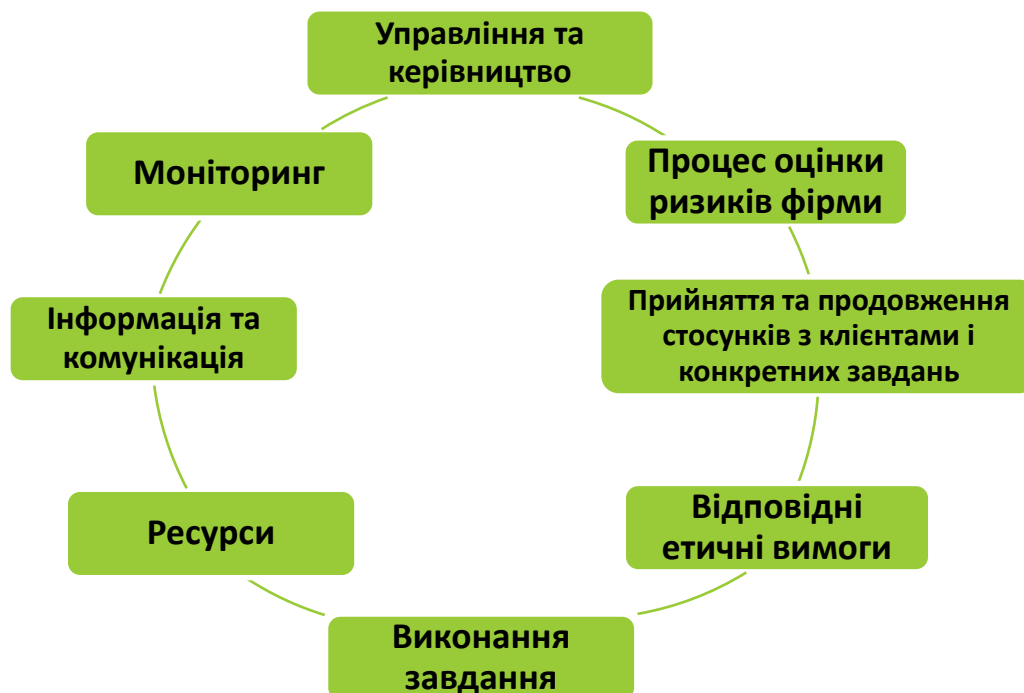 Управління та
керівництво
Процес оцінки
ризиків фірми
Прийняття та продовження
стосунків з клієнтами і
конкретних завдань
Відповідні
етичні вимоги
Виконання
завдання
Ресурси
Інформація та
комунікація
Моніторинг